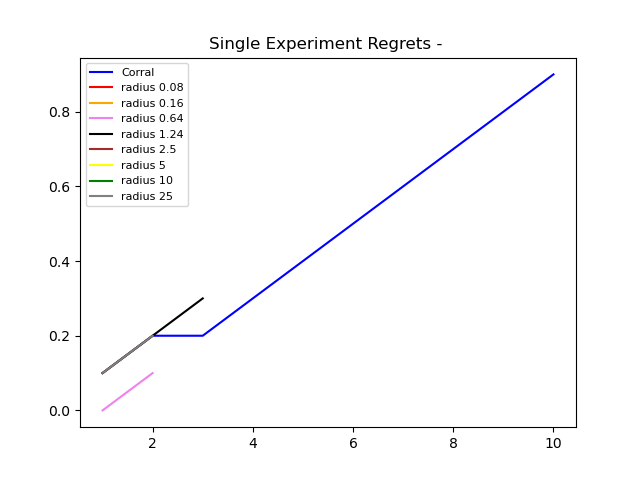 Single Experiment Regrets -
Corral
radius 0.08
radius 0.16
radius 0.64
radius 1.24
radius 2.5
radius 5
radius 10
radius 25
0.8
0.6
0.4
0.2
0.0
2 4 6 8 10